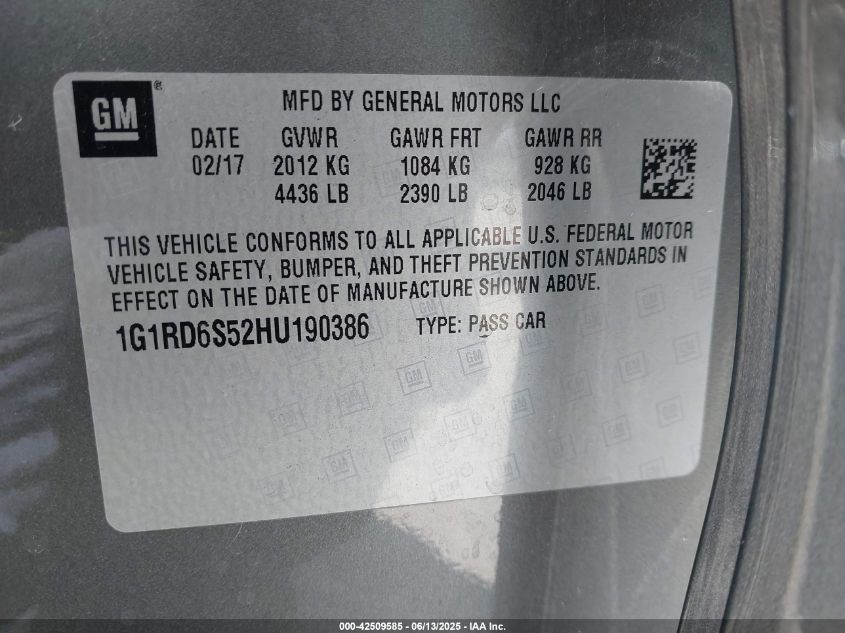 GM®
MFD BY GENERAL MOTORS LLC
DATE GVWR GAWR FRT GAWR RR
02/17 2012 KG 1084 KG 928 KG
4436 LB 2390 LB 2046 LB
THIS VEHICLE CONFORMS TO ALL APPLICABLE U.S. FEDERAL MOTOR
VEHICLE SAFETY, BUMPER, AND THEFT PREVENTION STANDARDS IN
EFFECT ON THE DATE OF MANUFACTURE SHOWN ABOVE.
1G1RD6S52HU190386 TYPE: PASS CAR
000-42509585 - 06/13/2025 - IAA Inc.